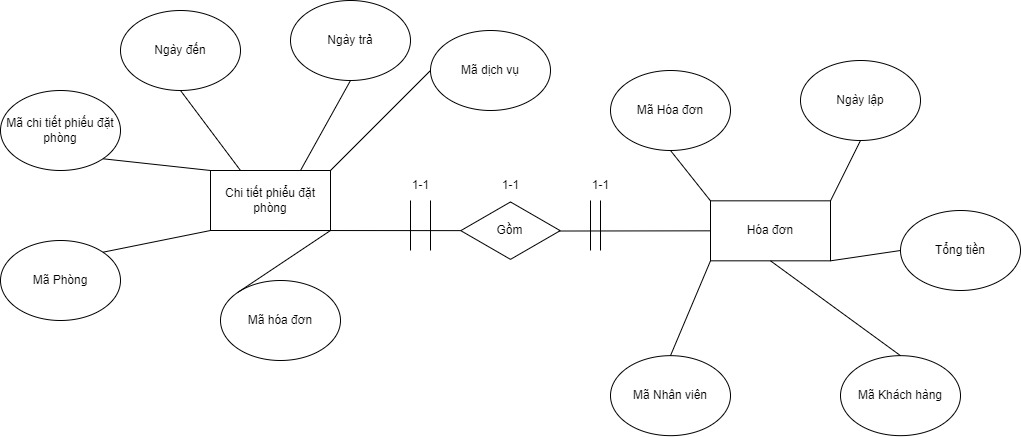 Ngày đến
Ngày trả
Mã dịch vụ
Mã chi tiết phiếu đặt
phòng
Chi tiết phiếu đặt
phòng
Mã Phòng
Mã hóa đơn
1-1
1-1
1-1
Gồm
Mã Hóa đơn
Ngày lập
Hóa đơn
Tổng tiền
Mã Nhân viên
Mã Khách hàng